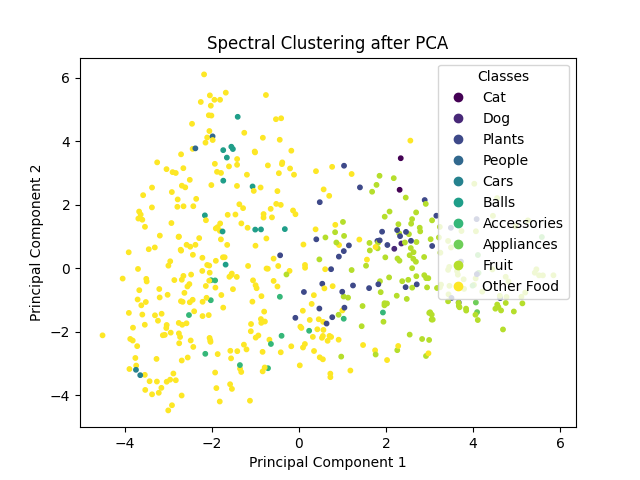 Spectral Clustering after PCA
Classes
Cat
Dog
Plants
People
Cars
Balls
Accessories
Appliances
Fruit
Other Food
6
4
2
0
−2
−4
Principal Component 2
−4
−2
0
2
4
6
Principal Component 1